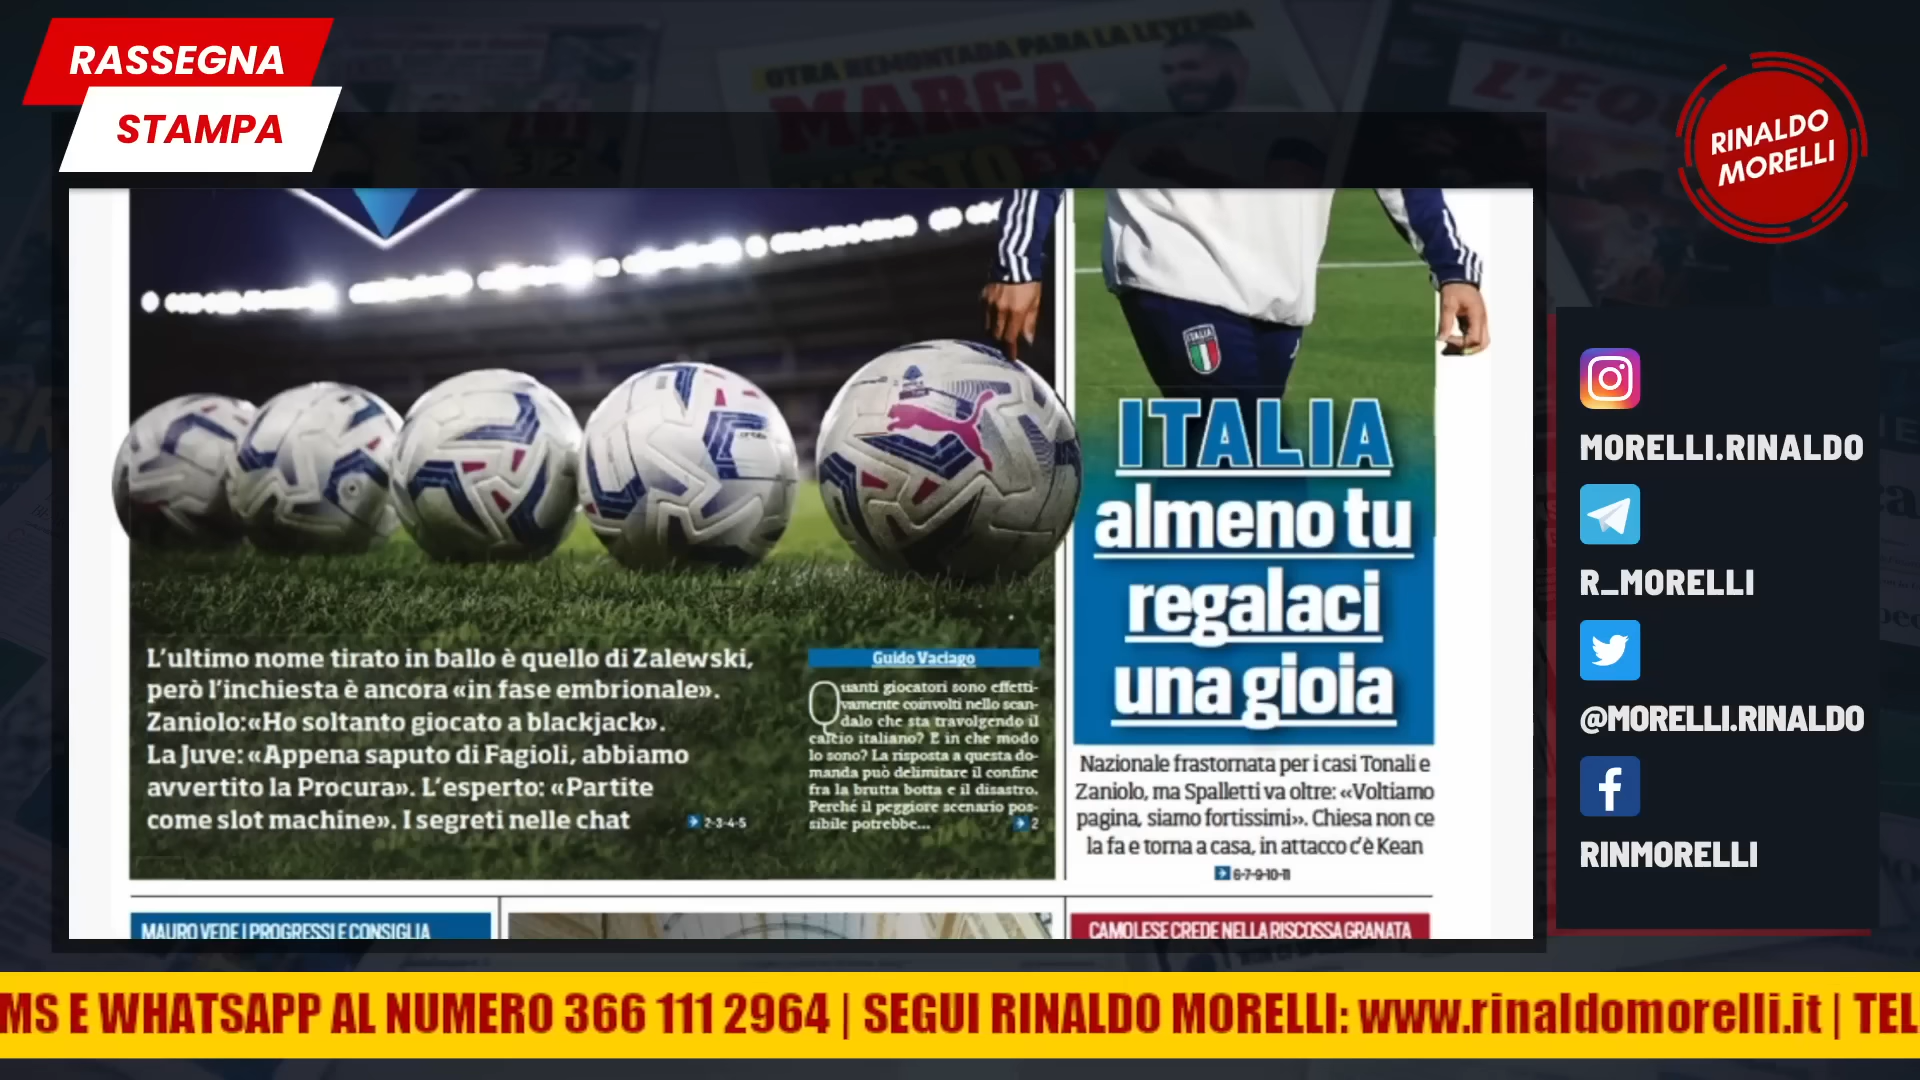 RASSEGNA
STAMPA
OTRA REMONTADA PARA LA LEYENDA
MARCA
RINALDO
MORELLI
ITALIA
ITALIA
almeno tu
regalaci
una gioia
L'ultimo nome tirato in ballo è quello di Zalewski,
però l'inchiesta è ancora «in fase embrionale».
Zaniolo:«Ho soltanto giocato a blackjack».
La Juve: «Appena saputo di Fagioli, abbiamo
avvertito la Procura». L'esperto: «Partite
come slot machine». I segreti nelle chat
2-3-4-5
Guido Vaciago
Quanti giocatori sono effetti-
vamente coinvolti nello scan-
dalo che sta travolgendo il
calcio italiano? E in che modo
lo sono? La risposta a questa do-
manda può delimitare il confine
fra la brutta botta e il disastro.
Perché il peggiore scenario pos-
sibile potrebbe...
2
Nazionale frastornata per i casi Tonali e
Zaniolo, ma Spalletti va oltre: «Voltiamo
pagina, siamo fortissimi». Chiesa non ce
la fa e torna a casa, in attacco c'è Kean
6-7-9-10-11
MAURO VEDE I PROGRESSI E CONSIGLIA
CAMOLESE CREDE NELLA RISCOSSA GRANATA
MORELLI.RINALDO
R_MORELLI
@MORELLI.RINALDO
RINMORELLI
MS E WHATSAPP AL NUMERO 366 111 2964 | SEGUI RINALDO MORELLI: www.rinaldomorelli.it | TEL